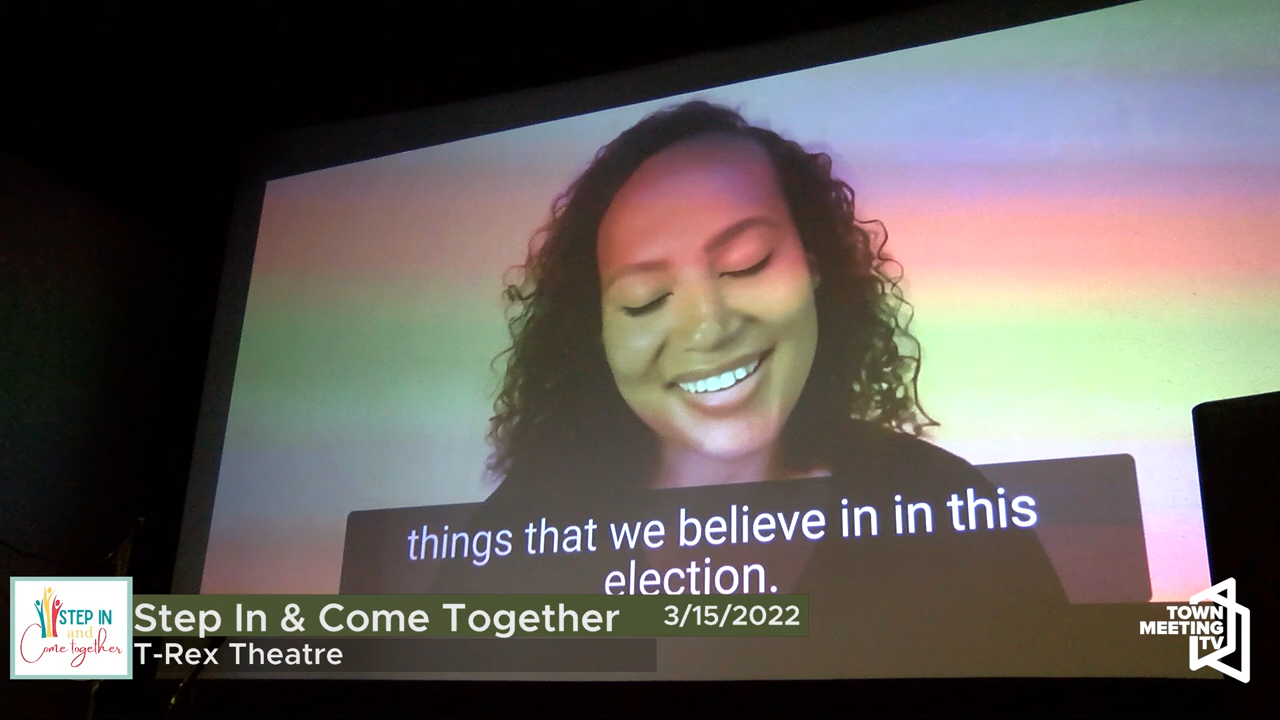 things that we believe in in this
election.
STEP IN
and
Come together
Step In & Come Together 3/15/2022
T-Rex Theatre
TOWN
MEETING
TV